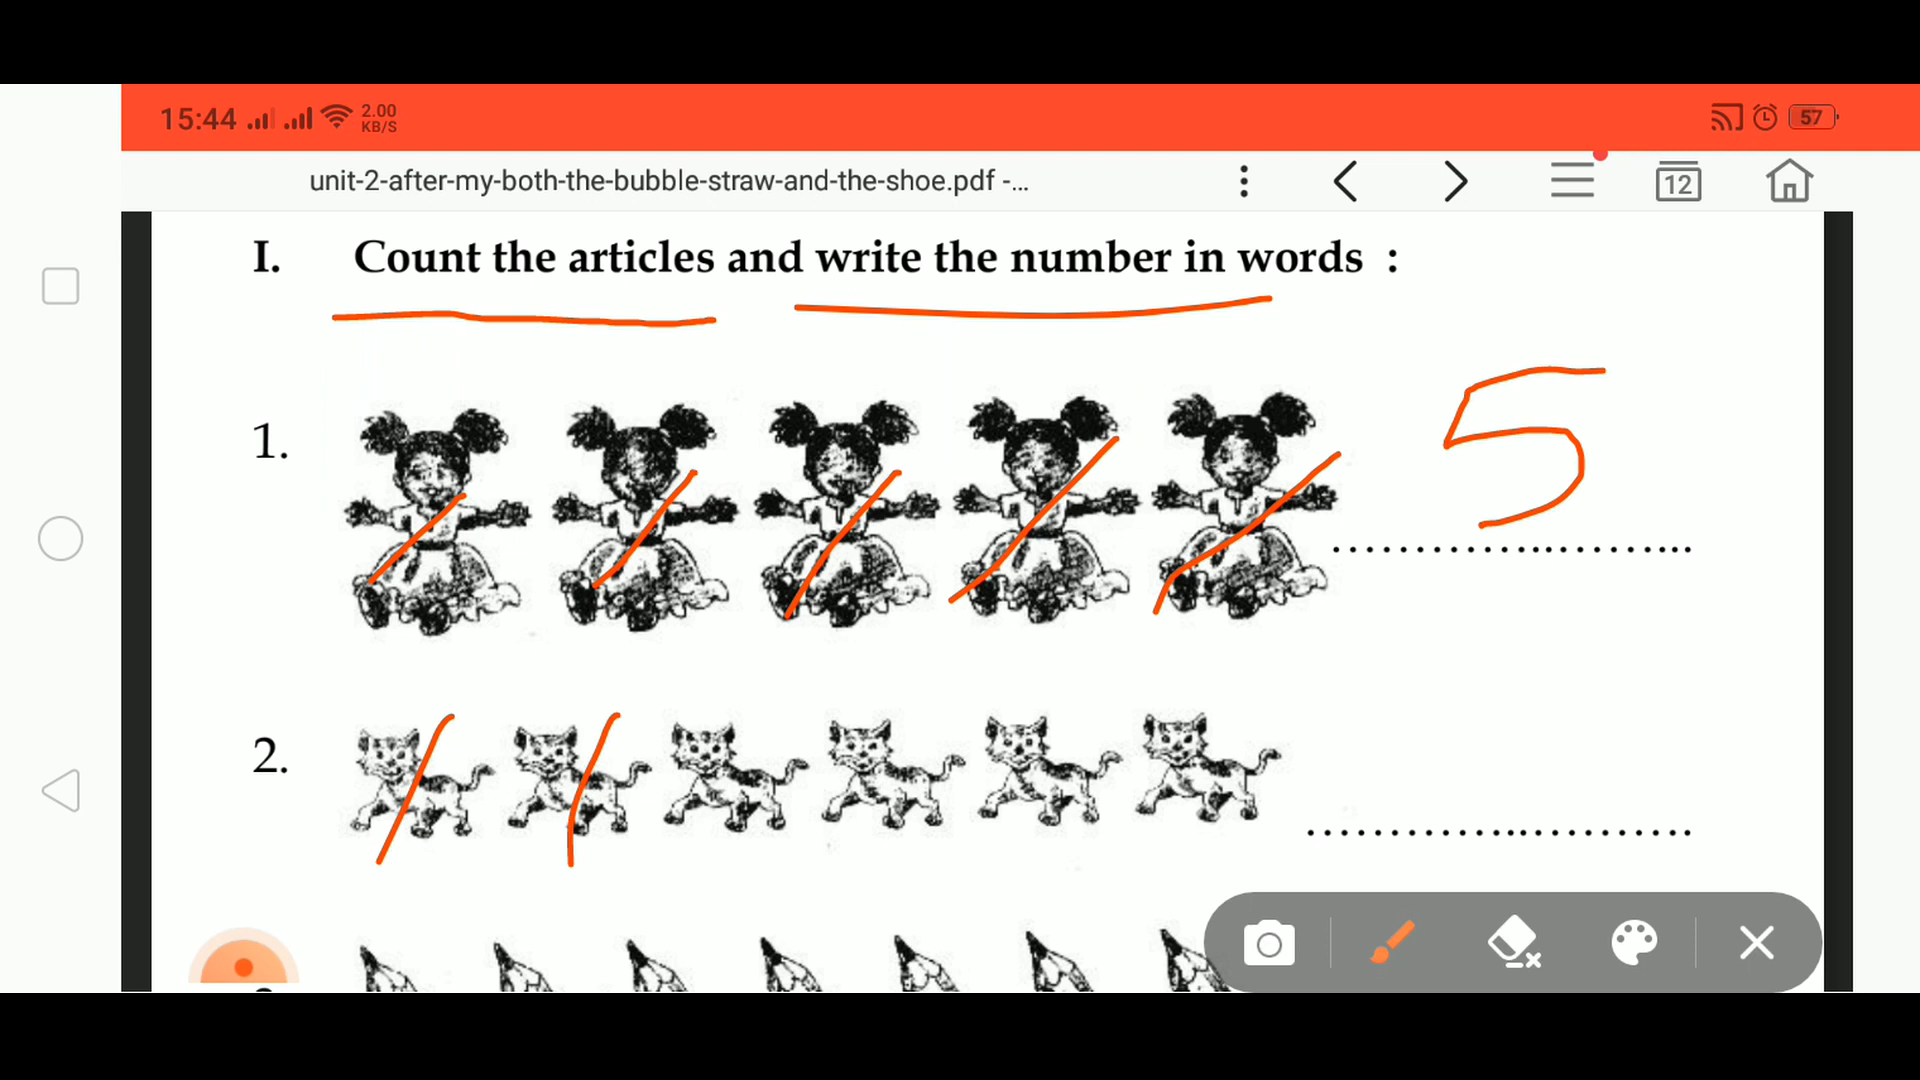 15:44 2.00 KB/S 57
unit-2-after-my-both-the-bubble-straw-and-the-shoe.pdf -... 12
I. Count the articles and write the number in words :
1. 5 ........................
2. ............................